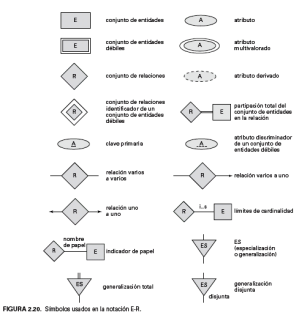 E
conjunto de entidades
A
atributo
E
conjunto de entidades
débiles
A
atributo
multivalorado
R
conjunto de relaciones
A
atributo derivado
R
conjunto de relaciones
identificador de un
conjunto de entidades
débiles
R
E
partipasión total del
conjunto de entidades
en la relación
A
clave primaria
A
atributo discriminador
de un conjunto de
entidades débiles
R
relación varios
a varios
R
relación varios a uno
R
relación uno
a uno
R
E
límites de cardinalidad
R
nombre
de papel
E
indicador de papel
ES
ES
(especialización
o generalización)
ES
generalización total
ES
disjunta
generalización
disjunta
FIGURA 2.20. Símbolos usados en la notación E-R.